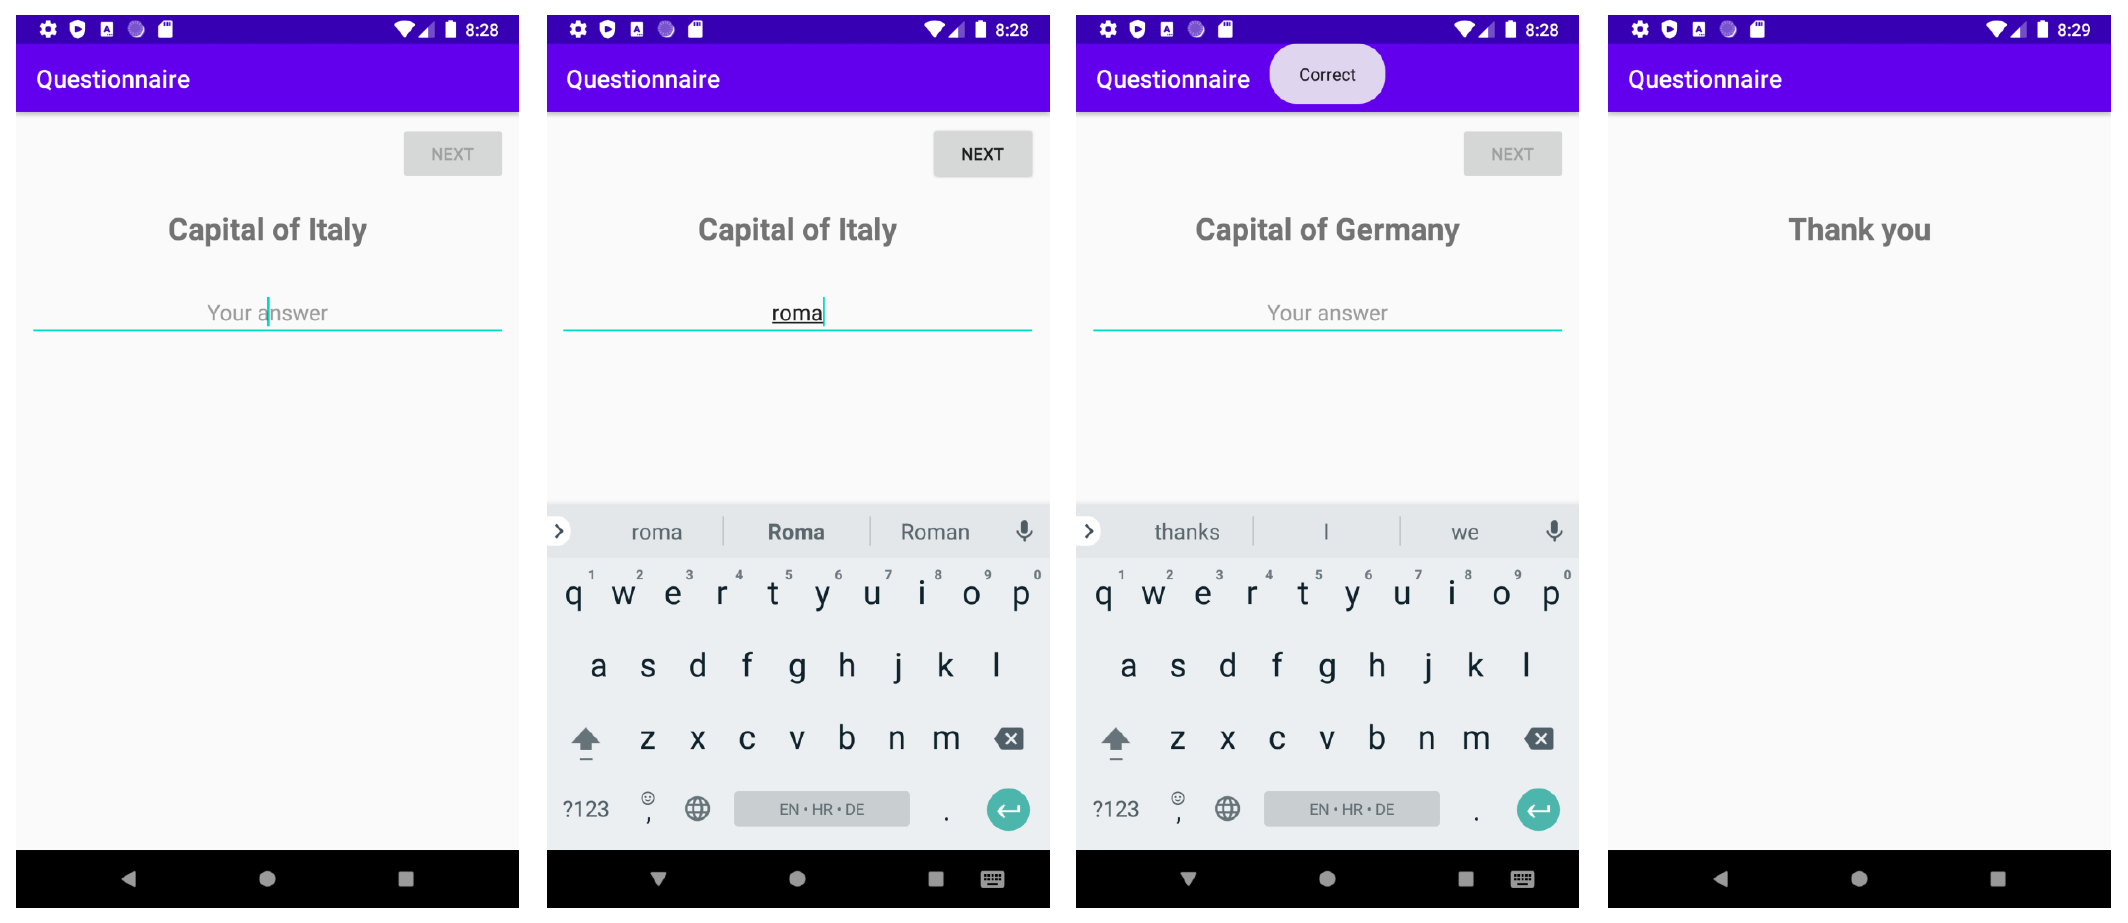 8:28
Questionnaire
NEXT
Capital of Italy
Your answer
8:28
Questionnaire
NEXT
Capital of Italy
roma
roma Roma Roman
1 2 3 4 5 6 7 8 9 0
q w e r t y u i o p
a s d f g h j k l
z x c v b n m
?123 , EN • HR • DE .
8:28
Questionnaire
Correct
NEXT
Capital of Germany
Your answer
thanks I we
1 2 3 4 5 6 7 8 9 0
q w e r t y u i o p
a s d f g h j k l
z x c v b n m
?123 , EN • HR • DE .
8:29
Questionnaire
Thank you